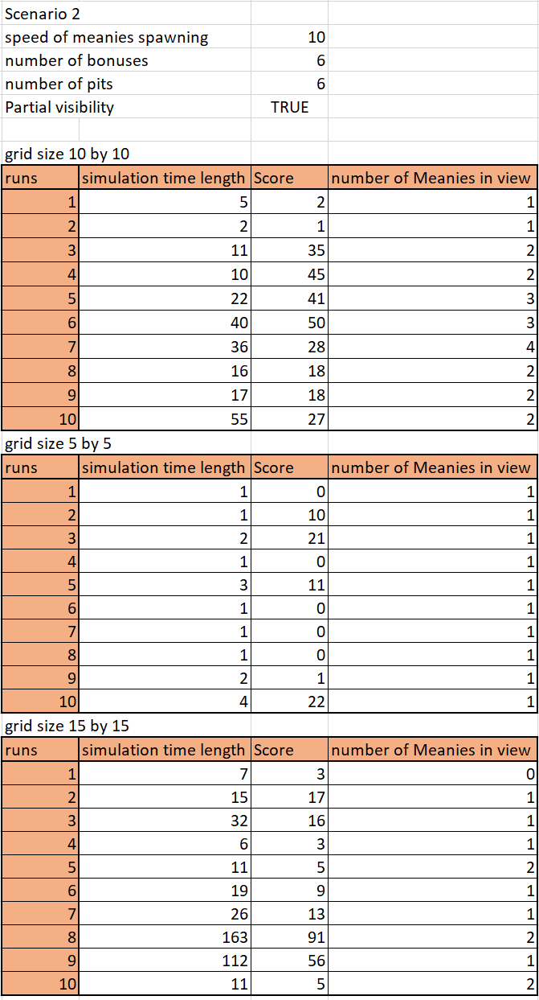 Scenario 2
speed of meanies spawning 10
number of bonuses 6
number of pits 6
Partial visibility TRUE
grid size 10 by 10
runs simulation time length Score number of Meanies in view
1 5 2 1
2 2 1 1
3 11 35 2
4 10 45 2
5 22 41 3
6 40 50 3
7 36 28 4
8 16 18 2
9 17 18 2
10 55 27 2
grid size 5 by 5
runs simulation time length Score number of Meanies in view
1 1 0 1
2 1 10 1
3 2 21 1
4 1 0 1
5 3 11 1
6 1 0 1
7 1 0 1
8 1 0 1
9 2 1 1
10 4 22 1
grid size 15 by 15
runs simulation time length Score number of Meanies in view
1 7 3 0
2 15 17 1
3 32 16 1
4 6 3 1
5 11 5 2
6 19 9 1
7 26 13 1
8 163 91 2
9 112 56 1
10 11 5 2